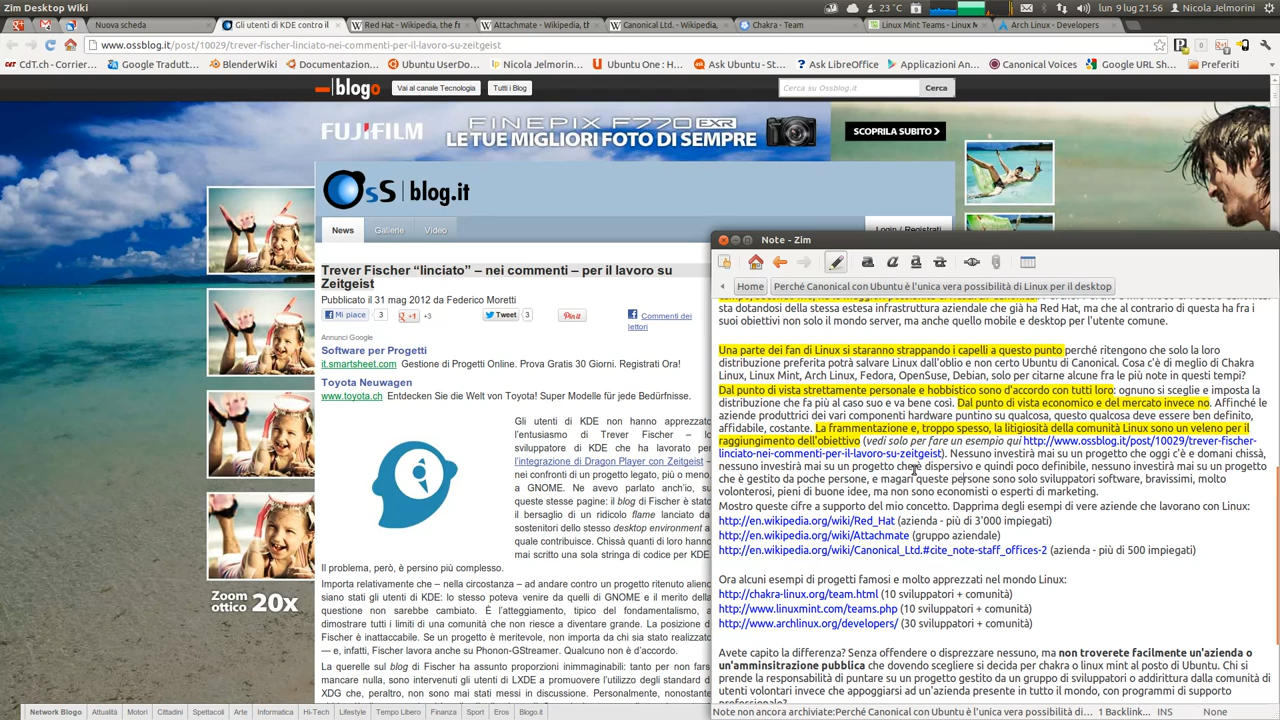 Zim Desktop Wiki
23 °C
lun 9 lug 21.56
Nicola Jelmorini
Nuova scheda
Gli utenti di KDE contro il
Red Hat - Wikipedia, the fr
Attachmate - Wikipedia, th
Canonical Ltd. - Wikipedia,
Chakra - Team
Linux Mint Teams - Linux M
Arch Linux - Developers
www.ossblog.it/post/10029/trever-fischer-linciato-nei-commenti-per-il-lavoro-su-zeitgeist
CdT.ch - Corrier...
Google Tradutt...
BlenderWiki
Documentazion...
Ubuntu UserDo...
Nicola Jelmorin...
Ubuntu One : H...
Ask Ubuntu - St...
Ask LibreOffice
Canonical Voices
Google URL Sh...
Preferiti
blogo
Vai al canale Tecnologia
Tutti i Blog
Cerca su Ossblog.it
Cerca
FUJIFILM
FINEPIX F770 EXR
LE TUE MIGLIORI FOTO DI SEMPRE
SCOPRILA SUBITO
OsS | blog.it
News
Gallerie
Video
Login / Registrati
Trever Fischer “linciato” – nei commenti – per il lavoro su
Zeitgeist
Pubblicato il 31 mag 2012 da Federico Moretti
Mi piace 3
+1 +3
Tweet 3
Pin it
Commenti dei
lettori
Annunci Google
Software per Progetti
it.smartsheet.com Gestione di Progetti Online. Prova Gratis 30 Giorni. Registrati Ora!
Toyota Neuwagen
www.toyota.ch Entdecken Sie die Welt von Toyota! Super Modelle für jede Bedürfnisse.
Gli utenti di KDE non hanno apprezzato
l’entusiasmo di Trever Fischer – lo
sviluppatore di KDE che ha lavorato per
l’integrazione di Dragon Player con Zeitgeist –
nei confronti di un progetto legato, più o meno,
a GNOME. Ne avevo parlato anch’io, su
queste stesse pagine: il blog di Fischer è stato
il bersaglio di un ridicolo flame lanciato da
sostenitori dello stesso desktop environment a
quale contribuisce. Chissà quanti di loro hanno
mai scritto una sola stringa di codice per KDE.
Il problema, però, è persino più complesso.
Importa relativamente che – nella circostanza – ad andare contro un progetto ritenuto alieno
siano stati gli utenti di KDE: lo stesso poteva venire da quelli di GNOME e il merito della
questione non sarebbe cambiato. È l’atteggiamento, tipico del fondamentalismo, a
dimostrare tutti i limiti di una comunità che non riesce a diventare grande. La posizione di
Fischer è inattaccabile. Se un progetto è meritevole, non importa da chi sia stato realizzato
— e, infatti, Fischer lavora anche su Phonon-GStreamer. Qualcuno non è d’accordo.
La querelle sul blog di Fischer ha assunto proporzioni inimmaginabili: tanto per non fars
mancare nulla, sono intervenuti gli utenti di LXDE a promuovere l’utilizzo degli standard d
XDG che, peraltro, non sono mai stati messi in discussione. Personalmente, nonostante
Zoom
ottico 20x
Network Blogo
Attualità
Motori
Cittadini
Spettacoli
Arte
Informatica
Hi-Tech
Lifestyle
Tempo Libero
Finanza
Sport
Eros
Blogo.it
Note - Zim
Home
Perché Canonical con Ubuntu è l'unica vera possibilità di Linux per il desktop
sta dotandosi della stessa estesa infrastruttura aziendale che già ha Red Hat, ma che al contrario di questa ha fra i
suoi obiettivi non solo il mondo server, ma anche quello mobile e desktop per l'utente comune.
Una parte dei fan di Linux si staranno strappando i capelli a questo punto perché ritengono che solo la loro
distribuzione preferita potrà salvare Linux dall'oblio e non certo Ubuntu di Canonical. Cosa c'è di meglio di Chakra
Linux, Linux Mint, Arch Linux, Fedora, OpenSuse, Debian, solo per citarne alcune fra le più note in questi tempi?
Dal punto di vista strettamente personale e hobbistico sono d'accordo con tutti loro: ognuno si sceglie e imposta la
distribuzione che fa più al caso suo e va bene così. Dal punto di vista economico e del mercato invece no. Affinché le
aziende produttrici dei vari componenti hardware puntino su qualcosa, questo qualcosa deve essere ben definito,
affidabile, costante. La frammentazione e, troppo spesso, la litigiosità della comunità Linux sono un veleno per il
raggiungimento dell'obiettivo (vedi solo per fare un esempio qui http://www.ossblog.it/post/10029/trever-fischer-
linciato-nei-commenti-per-il-lavoro-su-zeitgeist). Nessuno investirà mai su un progetto che oggi c'è e domani chissà,
nessuno investirà mai su un progetto che è dispersivo e quindi poco definibile, nessuno investirà mai su un progetto
che è gestito da poche persone, e magari queste persone sono solo sviluppatori software, bravissimi, molto
volonterosi, pieni di buone idee, ma non sono economisti o esperti di marketing.
Mostro queste cifre a supporto del mio concetto. Dapprima degli esempi di vere aziende che lavorano con Linux:
http://en.wikipedia.org/wiki/Red_Hat (azienda - più di 3'000 impiegati)
http://en.wikipedia.org/wiki/Attachmate (gruppo aziendale)
http://en.wikipedia.org/wiki/Canonical_Ltd.#cite_note-staff_offices-2 (azienda - più di 500 impiegati)
Ora alcuni esempi di progetti famosi e molto apprezzati nel mondo Linux:
http://chakra-linux.org/team.html (10 sviluppatori + comunità)
http://www.linuxmint.com/teams.php (10 sviluppatori + comunità)
http://www.archlinux.org/developers/ (30 sviluppatori + comunità)
Avete capito la differenza? Senza offendere o disprezzare nessuno, ma non troverete facilmente un'azienda o
un'amminsitrazione pubblica che dovendo scegliere si decida per chakra o linux mint al posto di Ubuntu. Chi si
prende la responsabilità di puntare su un progetto gestito da un gruppo di sviluppatori o addirittura dalla comunità di
utenti volontari invece che appoggiarsi ad un'azienda presente in tutto il mondo, con programmi di supporto
professionale?
Note non ancora archiviate:Perché Canonical con Ubuntu è l'unica vera possibilità di...
1 Backlink...
INS
None